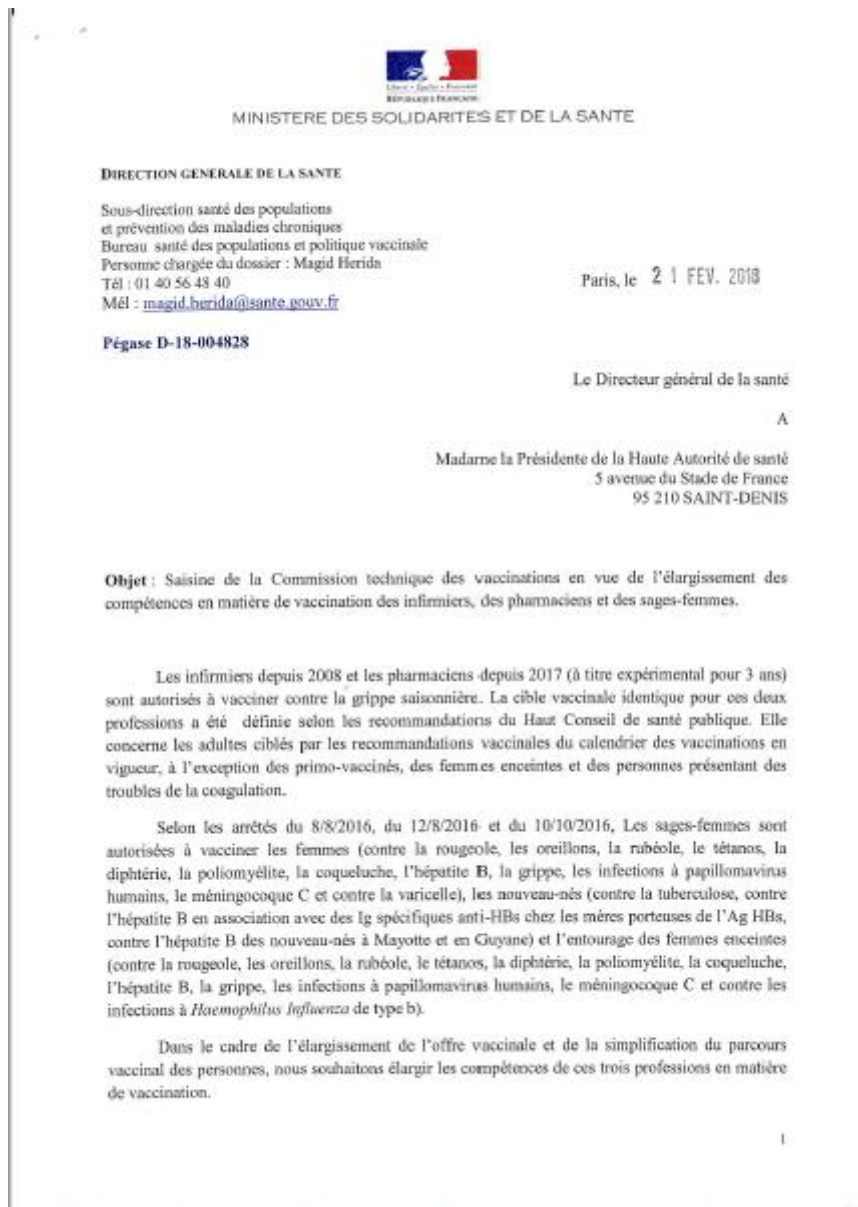 Liberté • Égalité • Fraternité
RÉPUBLIQUE FRANÇAISE
MINISTERE DES SOLIDARITES ET DE LA SANTE
DIRECTION GENERALE DE LA SANTE
Sous-direction santé des populations
et prévention des maladies chroniques
Bureau santé des populations et politique vaccinale
Personne chargée du dossier : Magid Herida
Tél : 01 40 56 48 40
Mél : magid.herida@sante.gouv.fr
Paris, le 21 FEV. 2018
Pégase D-18-004828
Le Directeur général de la santé
A
Madame la Présidente de la Haute Autorité de santé
5 avenue du Stade de France
95 210 SAINT-DENIS
Objet : Saisine de la Commission technique des vaccinations en vue de l'élargissement des
compétences en matière de vaccination des infirmiers, des pharmaciens et des sages-femmes.
Les infirmiers depuis 2008 et les pharmaciens depuis 2017 (à titre expérimental pour 3 ans)
sont autorisés à vacciner contre la grippe saisonnière. La cible vaccinale identique pour ces deux
professions a été définie selon les recommandations du Haut Conseil de santé publique. Elle
concerne les adultes ciblés par les recommandations vaccinales du calendrier des vaccinations en
vigueur, à l'exception des primo-vaccinés, des femmes enceintes et des personnes présentant des
troubles de la coagulation.
Selon les arrêtés du 8/8/2016, du 12/8/2016 et du 10/10/2016, Les sages-femmes sont
autorisées à vacciner les femmes (contre la rougeole, les oreillons, la rubéole, le tétanos, la
diphtérie, la poliomyélite, la coqueluche, l'hépatite B, la grippe, les infections à papillomavirus
humains, le méningocoque C et contre la varicelle), les nouveau-nés (contre la tuberculose, contre
l'hépatite B en association avec des Ig spécifiques anti-HBs chez les mères porteuses de l'Ag HBs,
contre l'hépatite B des nouveau-nés à Mayotte et en Guyane) et l'entourage des femmes enceintes
(contre la rougeole, les oreillons, la rubéole, le tétanos, la diphtérie, la poliomyélite, la coqueluche,
l'hépatite B, la grippe, les infections à papillomavirus humains, le méningocoque C et contre les
infections à Haemophilus Influenza de type b).
Dans le cadre de l'élargissement de l'offre vaccinale et de la simplification du parcours
vaccinal des personnes, nous souhaitons élargir les compétences de ces trois professions en matière
de vaccination.
1